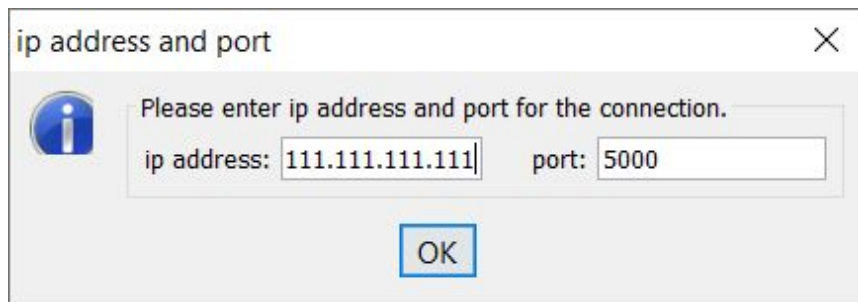 ip address and port
Please enter ip address and port for the connection.
ip address: 111.111.111.111 port: 5000
OK